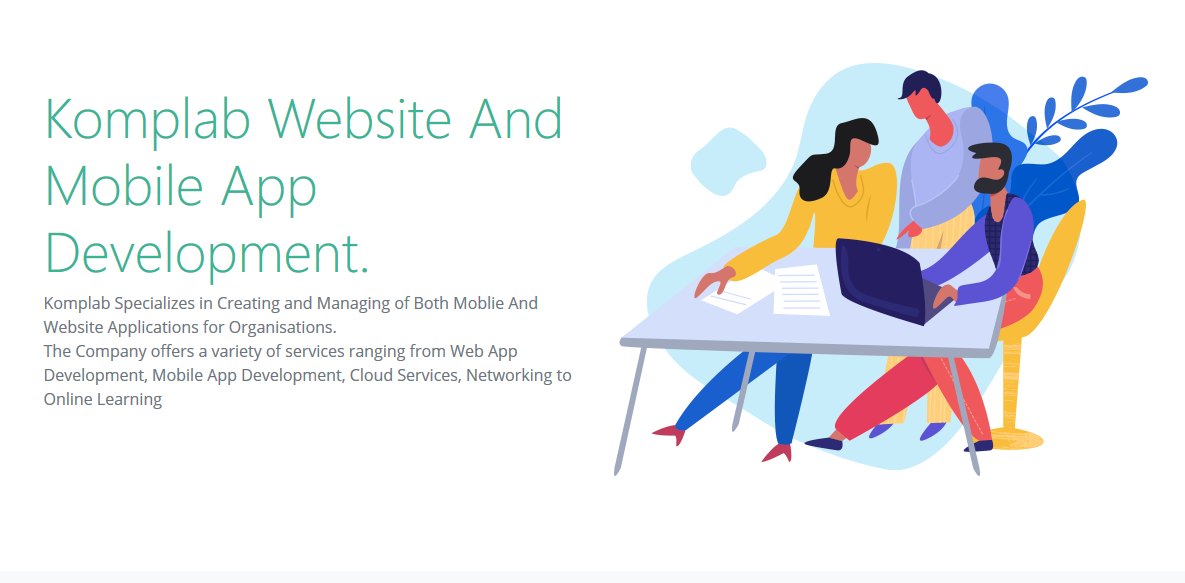 Komplab Website And
Mobile App
Development.
Komplab Specializes in Creating and Managing of Both Moblie And
Website Applications for Organisations.
The Company offers a variety of services ranging from Web App
Development, Mobile App Development, Cloud Services, Networking to
Online Learning